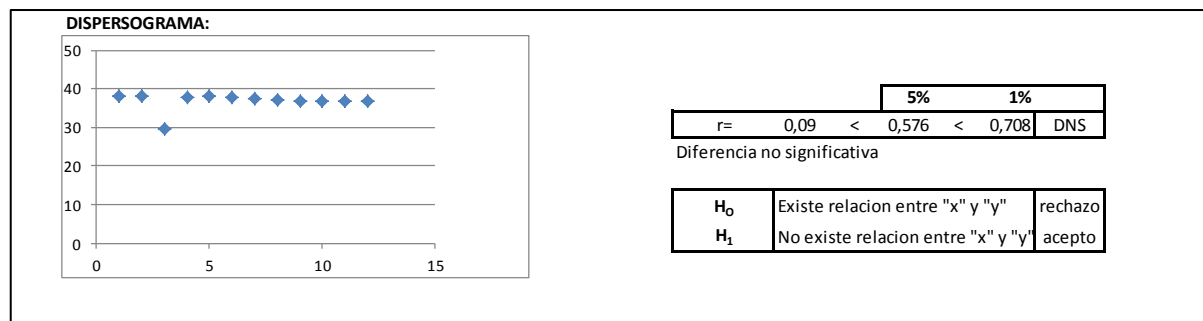 DISPERSOGRAMA:
50
40
30
20
10
0
0 5 10 15
5% 1%
r= 0,09 < 0,576 < 0,708 DNS
Diferencia no significativa
H₀ Existe relacion entre "x" y "y" rechazo
H₁ No existe relacion entre "x" y "y" acepto